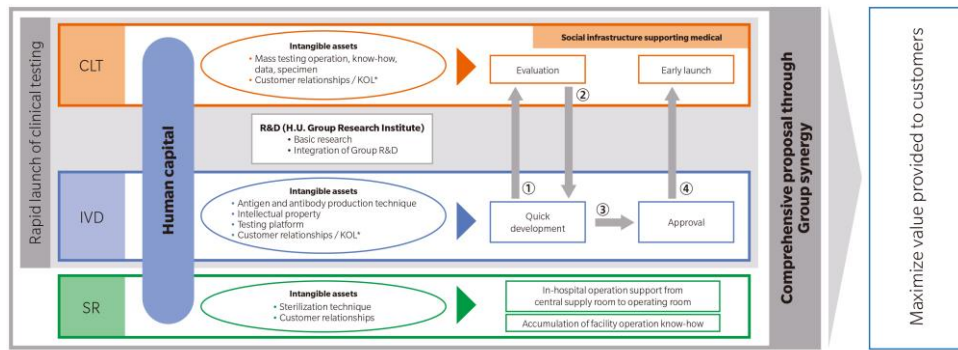 Rapid launch of clinical testing
CLT
Human capital
Intangible assets
• Mass testing operation, know-how,
data, specimen
• Customer relationships / KOL*
Social infrastructure supporting medical
Evaluation
Early launch
②
R&D (H.U. Group Research Institute)
• Basic research
• Integration of Group R&D
①
④
IVD
Intangible assets
• Antigen and antibody production technique
• Intellectual property
• Testing platform
• Customer relationships / KOL*
Quick
development
③
Approval
SR
Intangible assets
• Sterilization technique
• Customer relationships
In-hospital operation support from
central supply room to operating room
Accumulation of facility operation know-how
Comprehensive proposal through
Group synergy
Maximize value provided to customers